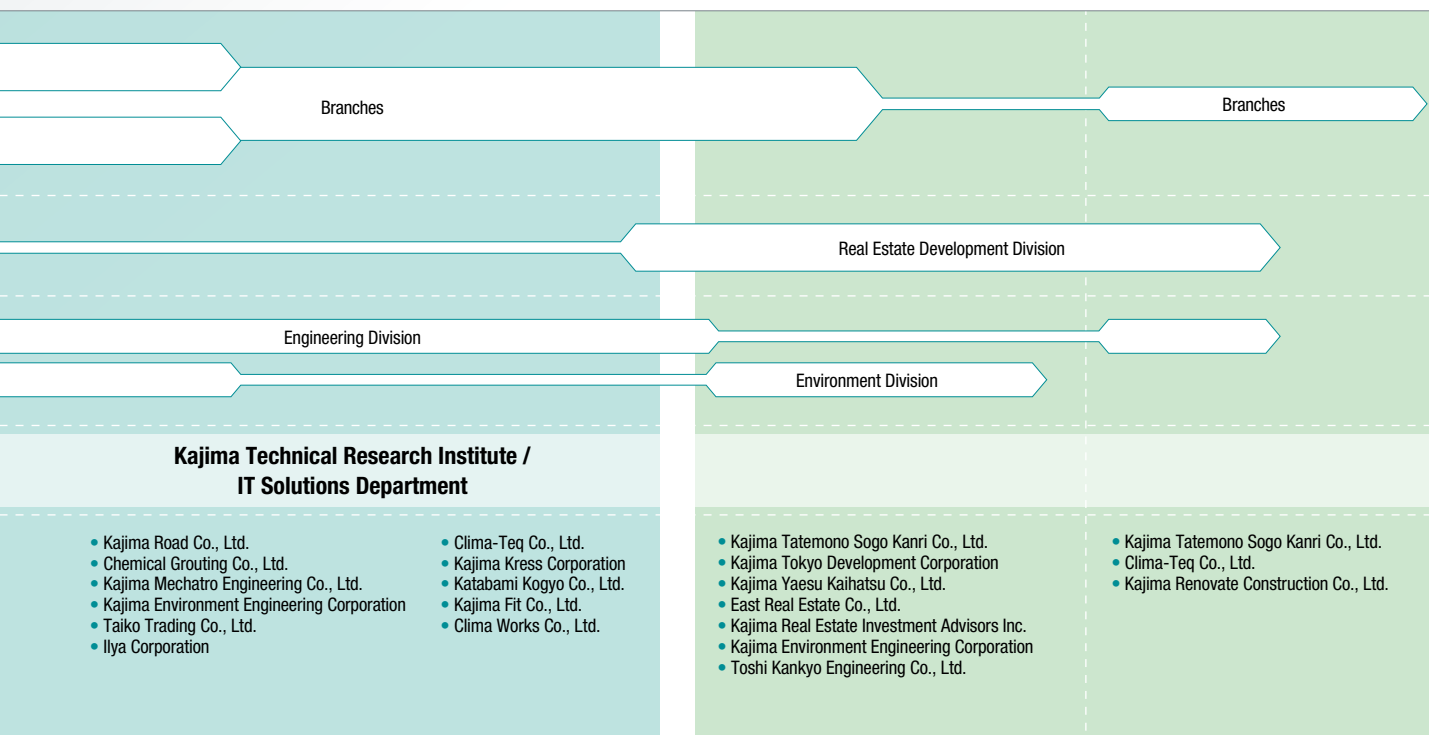 Branches
Branches
Real Estate Development Division
Engineering Division
Environment Division
Kajima Technical Research Institute /
IT Solutions Department
• Kajima Road Co., Ltd.
• Chemical Grouting Co., Ltd.
• Kajima Mechatro Engineering Co., Ltd.
• Kajima Environment Engineering Corporation
• Taiko Trading Co., Ltd.
• Ilya Corporation
• Clima-Teq Co., Ltd.
• Kajima Kress Corporation
• Katabami Kogyo Co., Ltd.
• Kajima Fit Co., Ltd.
• Clima Works Co., Ltd.
• Kajima Tatemono Sogo Kanri Co., Ltd.
• Kajima Tokyo Development Corporation
• Kajima Yaesu Kaihatsu Co., Ltd.
• East Real Estate Co., Ltd.
• Kajima Real Estate Investment Advisors Inc.
• Kajima Environment Engineering Corporation
• Toshi Kankyo Engineering Co., Ltd.
• Kajima Tatemono Sogo Kanri Co., Ltd.
• Clima-Teq Co., Ltd.
• Kajima Renovate Construction Co., Ltd.